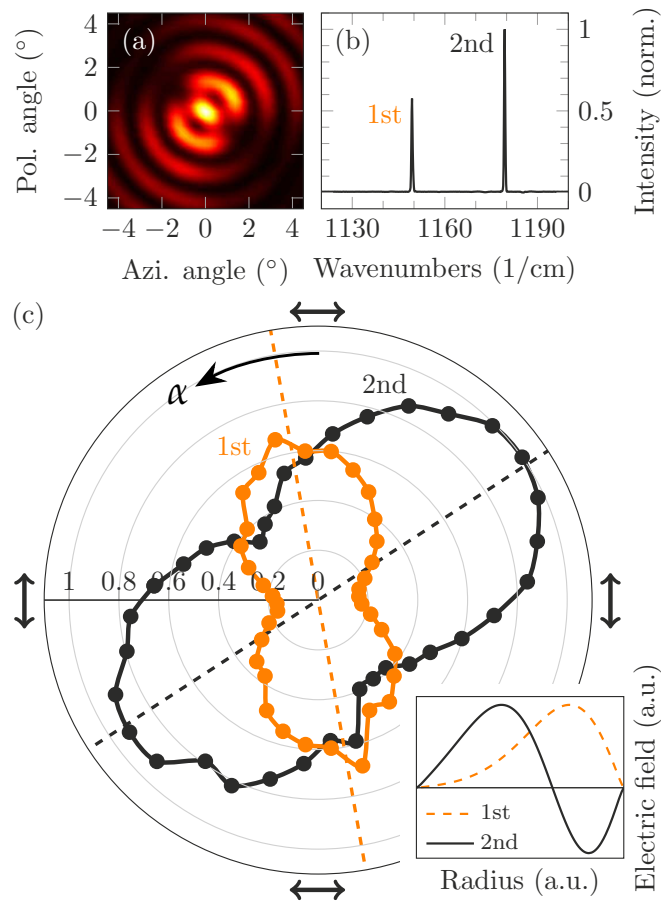 (a)
Pol. angle (°)
4
2
0
−2
−4
−4 −2 0 2 4
Azi. angle (°)
(b)
1st
2nd
1130 1160 1190
Wavenumbers (1/cm)
1
0.5
0
Intensity (norm.)
(c)
α
2nd
1st
1 0.8 0.6 0.4 0.2 0
1st
2nd
Radius (a.u.)
Electric field (a.u.)